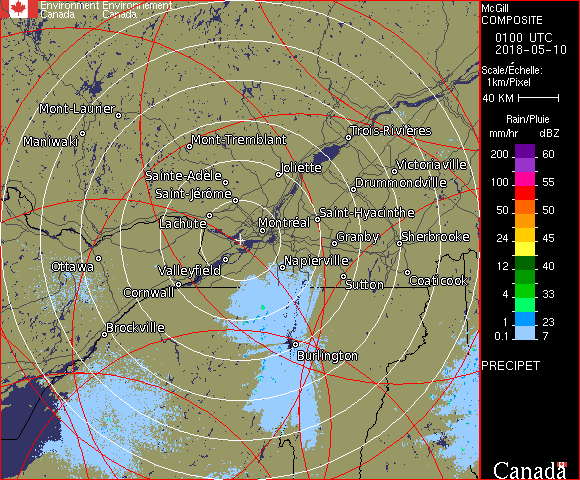 Environment Environnement
Canada Canada
McGill
COMPOSITE
0100 UTC
2018-05-10
Scale/Échelle:
1km/Pixel
40 KM
Rain/Pluie
mm/hr dBZ
200 60
150 55
100 55
50 50
24 45
12 40
4 33
1 23
0.1 7
PRECIPET
Canada
Mont-Laurier
Maniwaki
Mont-Tremblant
Trois-Rivières
Joliette
Victoriaville
Sainte-Adèle
Saint-Jérôme
Drummondville
Lachute
Montréal
Saint-Hyacinthe
Granby
Sherbrooke
Ottawa
Valleyfield
Napierville
Cornwall
Sutton
Coaticook
Brockville
Burlington